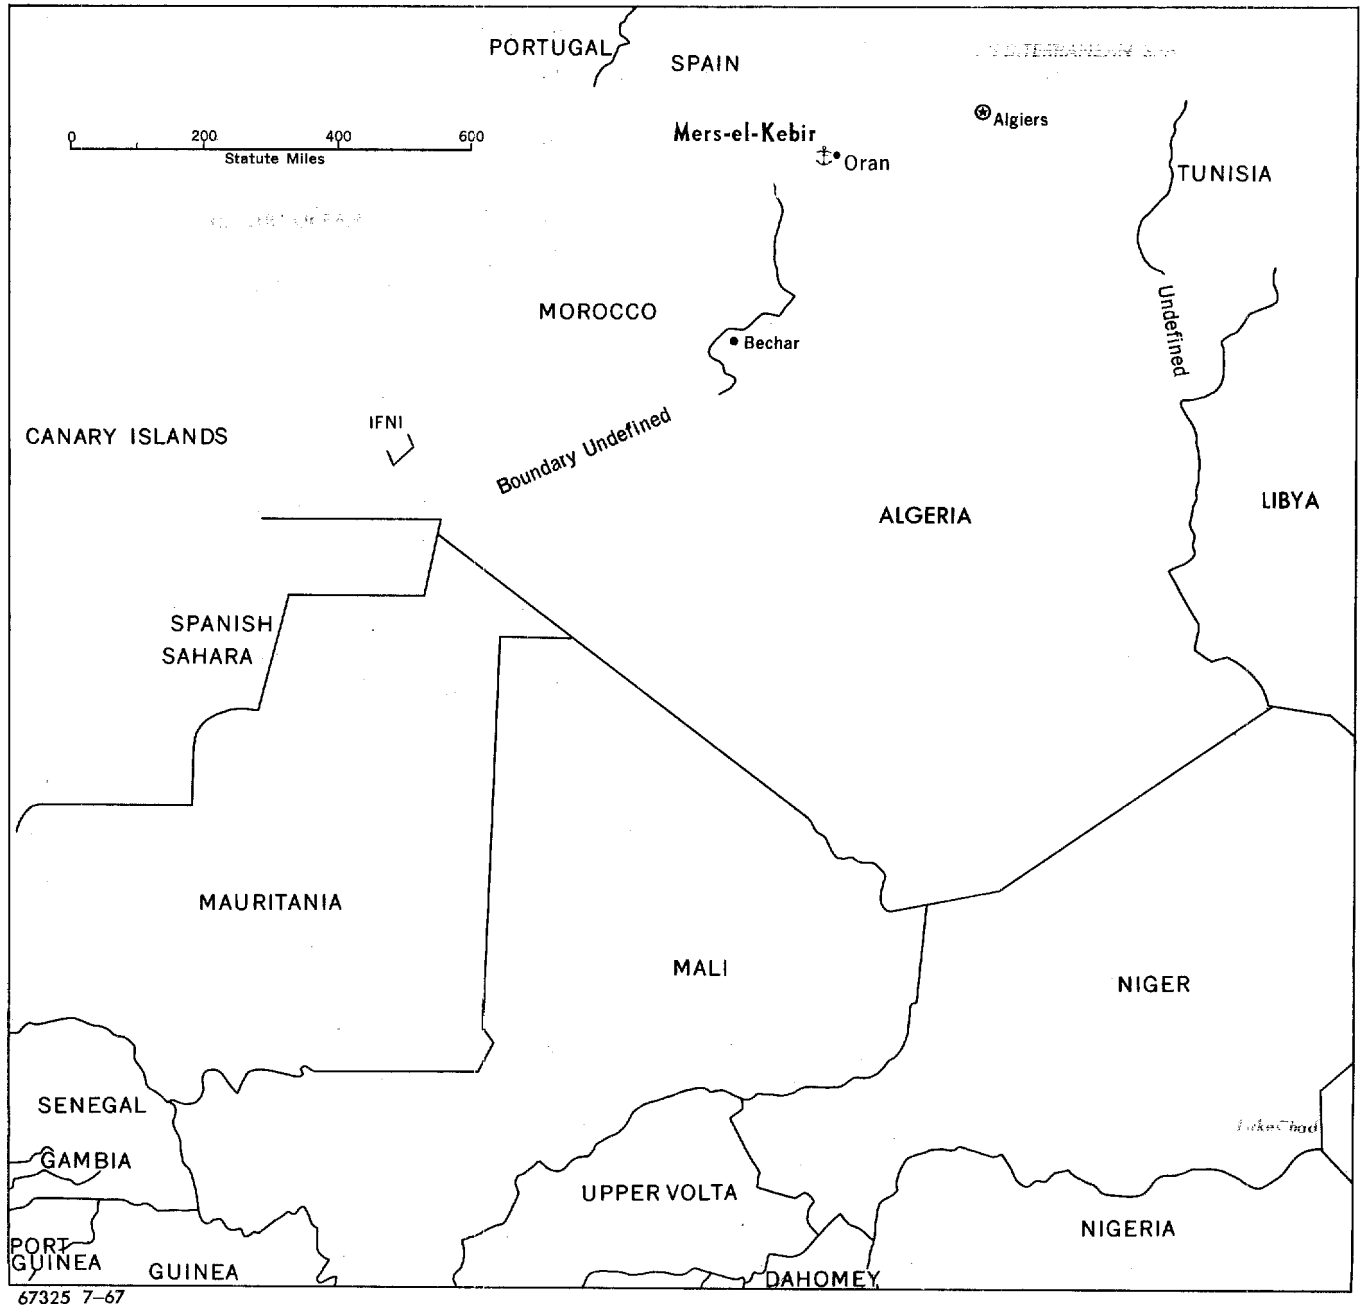 PORTUGAL
SPAIN
Algiers
0 200 400 600
Statute Miles
Mers-el-Kebir
Oran
TUNISIA
MOROCCO
Undefined
Bechar
IFNI
CANARY ISLANDS
Boundary Undefined
ALGERIA
LIBYA
SPANISH
SAHARA
MAURITANIA
MALI
NIGER
SENEGAL
Lake Chad
GAMBIA
UPPER VOLTA
NIGERIA
PORT
GUINEA
GUINEA
DAHOMEY
67325 7-67